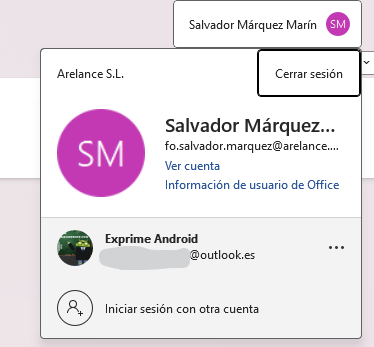 Salvador Márquez Marín SM
Arelance S.L. Cerrar sesión
SM
Salvador Márquez...
fo.salvador.marquez@arelance....
Ver cuenta
Información de usuario de Office
Exprime Android
@outlook.es
Iniciar sesión con otra cuenta